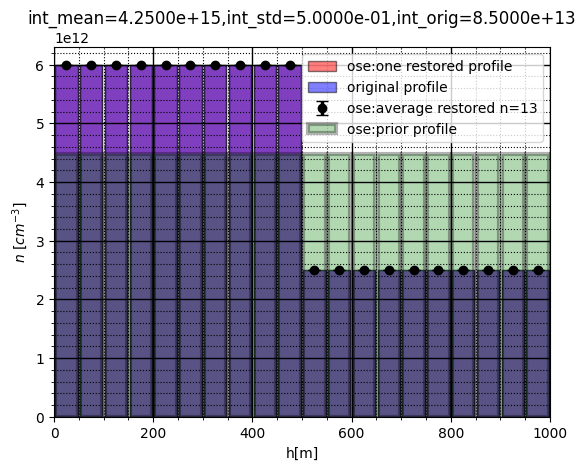 int_mean=4.2500e+15,int_std=5.0000e-01,int_orig=8.5000e+13
1e12
ose:one restored profile
original profile
ose:average restored n=13
ose:prior profile
6
5
4
3
2
1
0
n [cm⁻³]
0 200 400 600 800 1000
h[m]